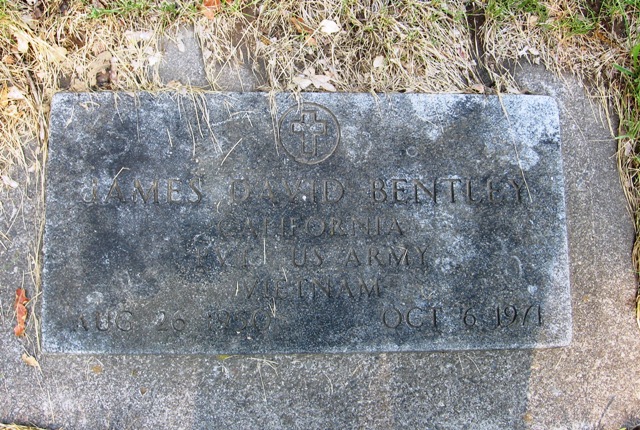 JAMES DAVID BENTLEY
CALIFORNIA
US ARMY
VIETNAM
AUG 26 OCT 6 1971